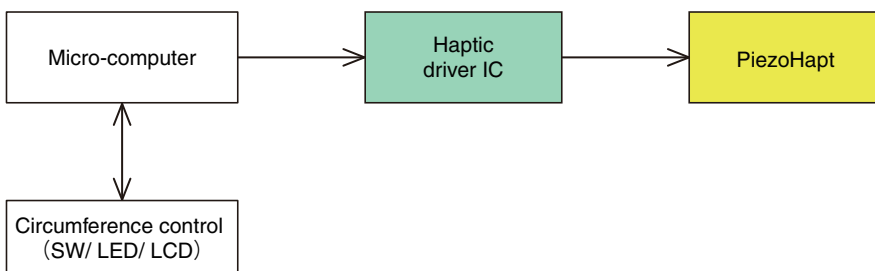 Micro-computer
Haptic
driver IC
PiezoHapt
Circumference control
（SW/ LED/ LCD）